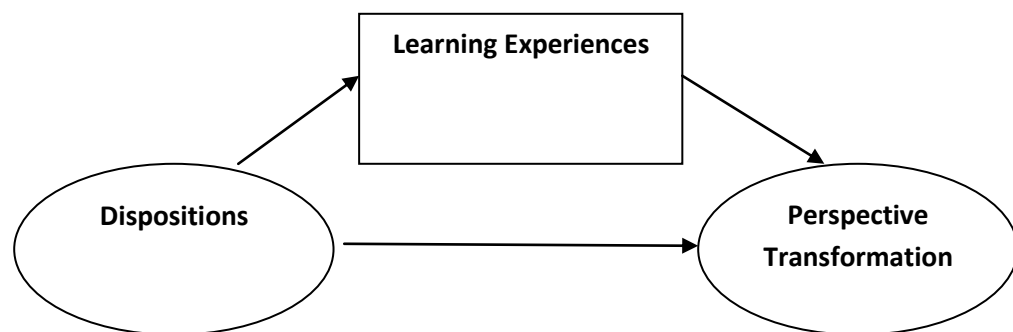 Learning Experiences
Dispositions
Perspective
Transformation